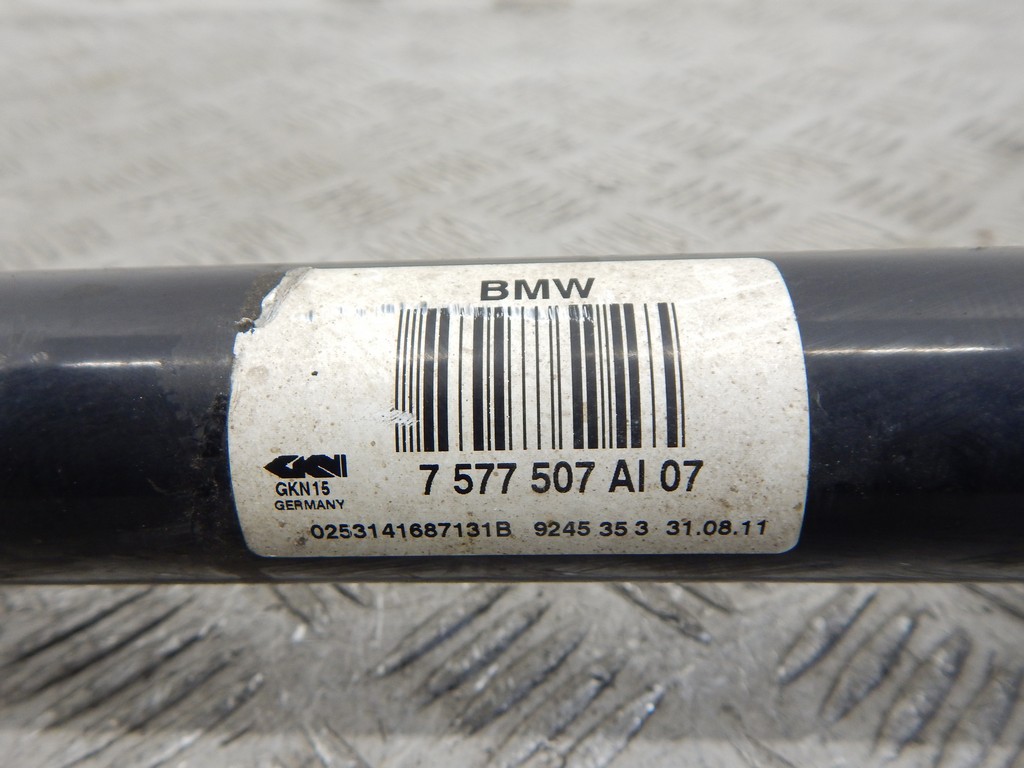 BMW
7 577 507 AI 07
GKN
GKN15
GERMANY
0253141687131B 9245 35 3 31.08.11